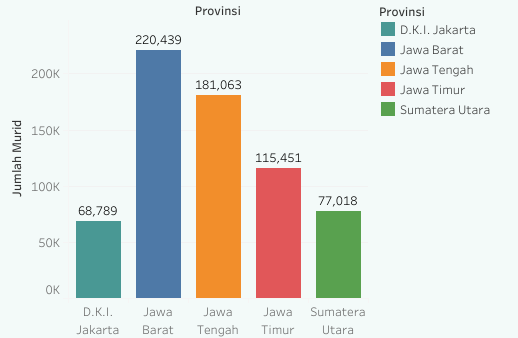 Provinsi
220,439
181,063
115,451
77,018
68,789
200K
150K
100K
50K
0K
Jumlah Murid
D.K.I. Jakarta
Jawa Barat
Jawa Tengah
Jawa Timur
Sumatera Utara
Provinsi
D.K.I. Jakarta
Jawa Barat
Jawa Tengah
Jawa Timur
Sumatera Utara